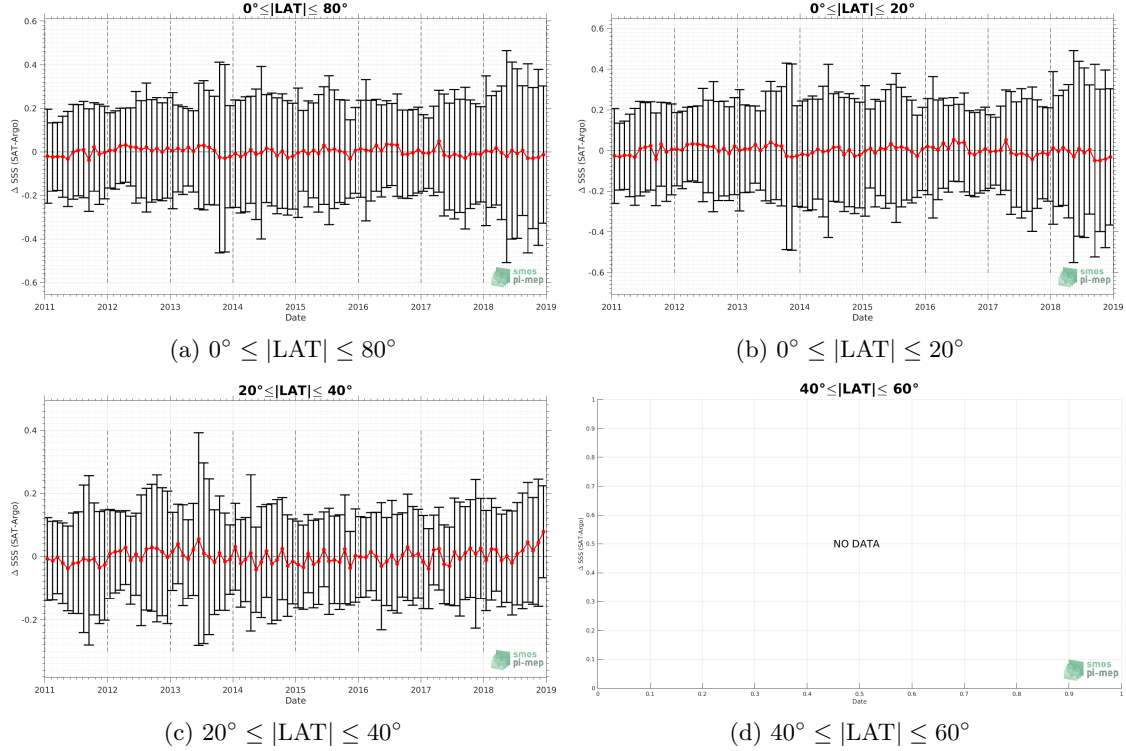 0°≤|LAT|≤ 80°
Δ SSS (SAT-Argo)
0.6
0.4
0.2
0
-0.2
-0.4
-0.6
2011 2012 2013 2014 2015 2016 2017 2018 2019
Date
smos
pi-mep
(a) 0° ≤ |LAT| ≤ 80°
0°≤|LAT|≤ 20°
Δ SSS (SAT-Argo)
0.6
0.4
0.2
0
-0.2
-0.4
-0.6
2011 2012 2013 2014 2015 2016 2017 2018 2019
Date
smos
pi-mep
(b) 0° ≤ |LAT| ≤ 20°
20°≤|LAT|≤ 40°
Δ SSS (SAT-Argo)
0.4
0.2
0
-0.2
2011 2012 2013 2014 2015 2016 2017 2018 2019
Date
smos
pi-mep
(c) 20° ≤ |LAT| ≤ 40°
40°≤|LAT|≤ 60°
Δ SSS (SAT-Argo)
1
0.9
0.8
0.7
0.6
0.5
0.4
0.3
0.2
0.1
0
NO DATA
0 0.1 0.2 0.3 0.4 0.5 0.6 0.7 0.8 0.9 1
Date
smos
pi-mep
(d) 40° ≤ |LAT| ≤ 60°